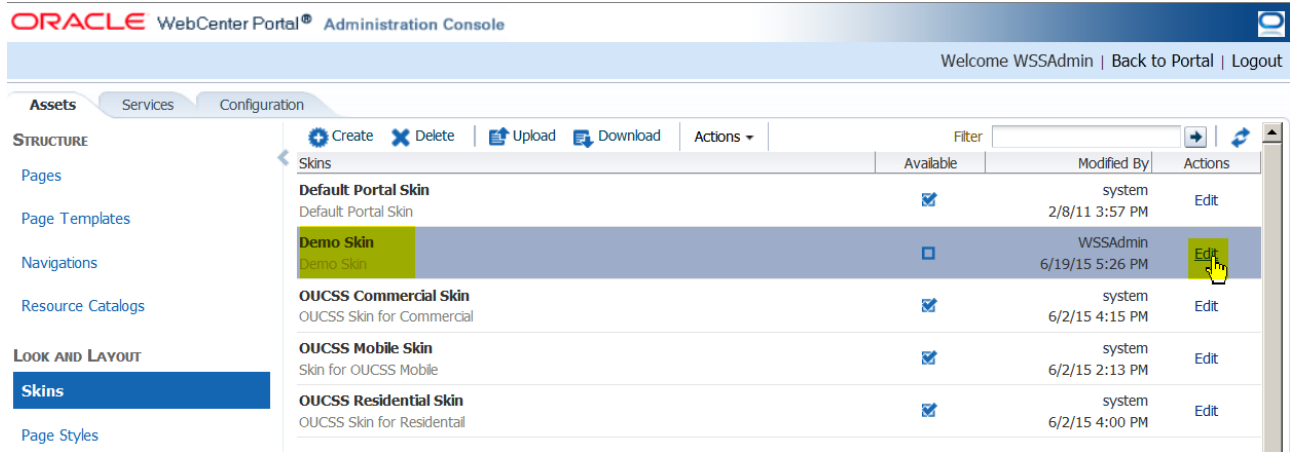 ORACLE WebCenter Portal® Administration Console
Welcome WSSAdmin | Back to Portal | Logout
Assets Services Configuration
STRUCTURE
Pages
Page Templates
Navigations
Resource Catalogs
LOOK AND LAYOUT
Skins
Page Styles
Create Delete Upload Download Actions Filter
Skins Available Modified By Actions
Default Portal Skin system
Default Portal Skin 2/8/11 3:57 PM Edit
Demo Skin WSSAdmin
Demo Skin 6/19/15 5:26 PM Edit
OUCSS Commercial Skin system
OUCSS Skin for Commercial 6/2/15 4:15 PM Edit
OUCSS Mobile Skin system
Skin for OUCSS Mobile 6/2/15 2:13 PM Edit
OUCSS Residential Skin system
OUCSS Skin for Residentail 6/2/15 4:00 PM Edit